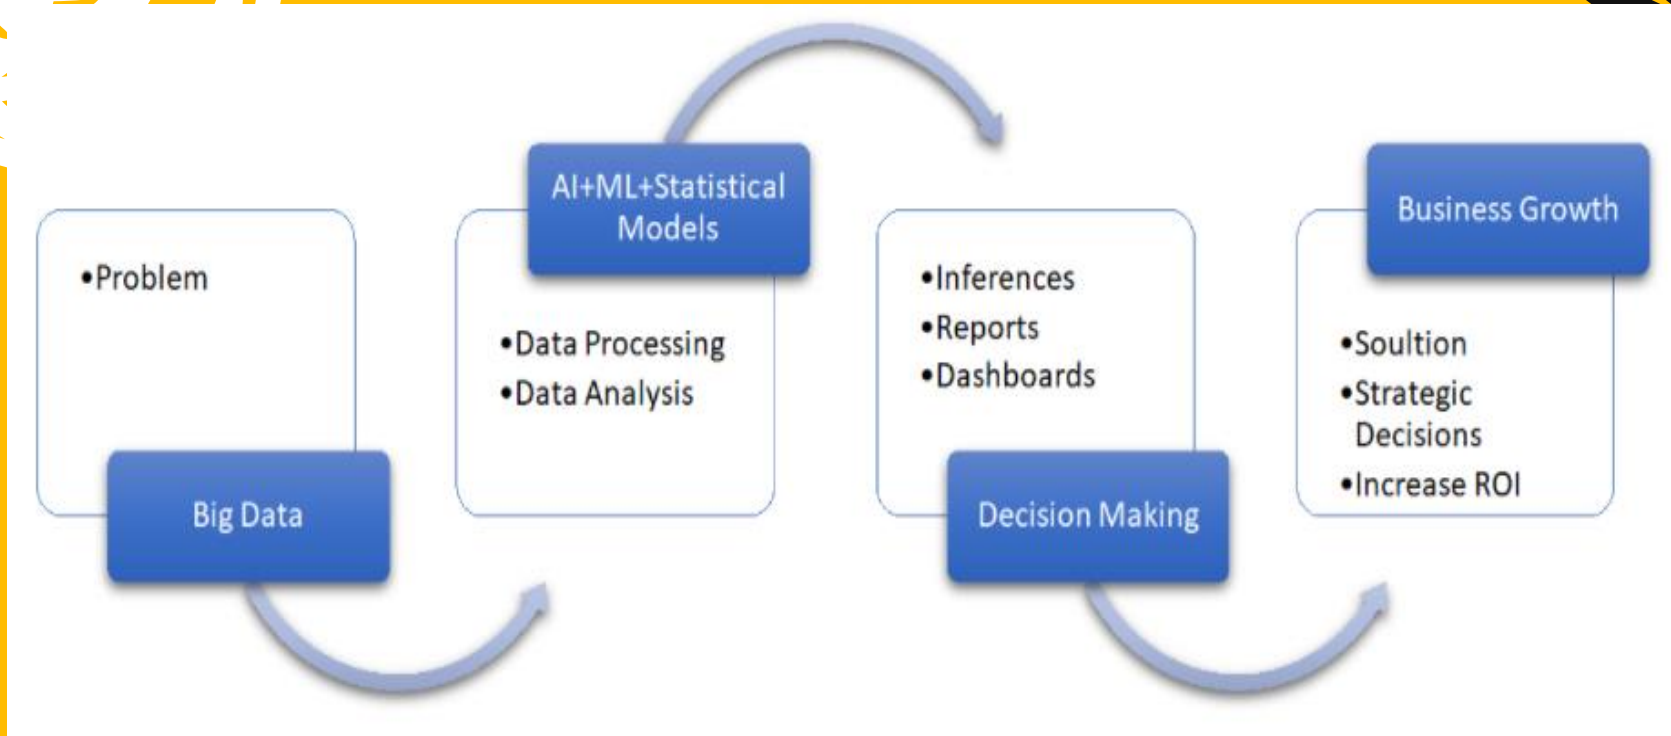 •Problem
Big Data
AI+ML+Statistical
Models
•Data Processing
•Data Analysis
•Inferences
•Reports
•Dashboards
Decision Making
Business Growth
•Soultion
•Strategic
Decisions
•Increase ROI